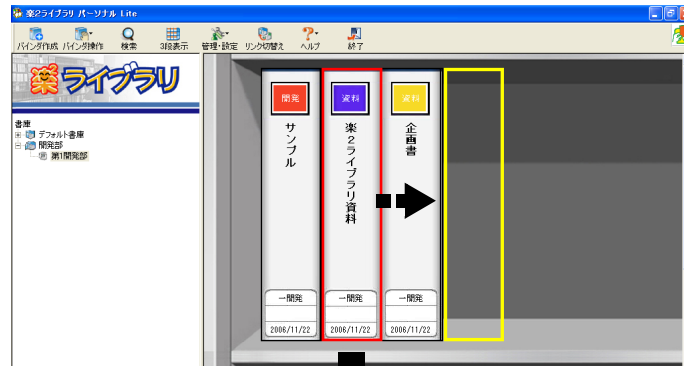 楽2ライブラリ パーソナル Lite
バインダ作成 バインダ操作 検索 3段表示 管理・設定 リンク切替え ヘルプ 終了
楽ライブラリ
書庫
デフォルト書庫
開発部
第1開発部
開発
サンプル
一開発
2006/11/22
資料
楽2ライブラリ資料
一開発
2006/11/22
資料
企画書
一開発
2006/11/22